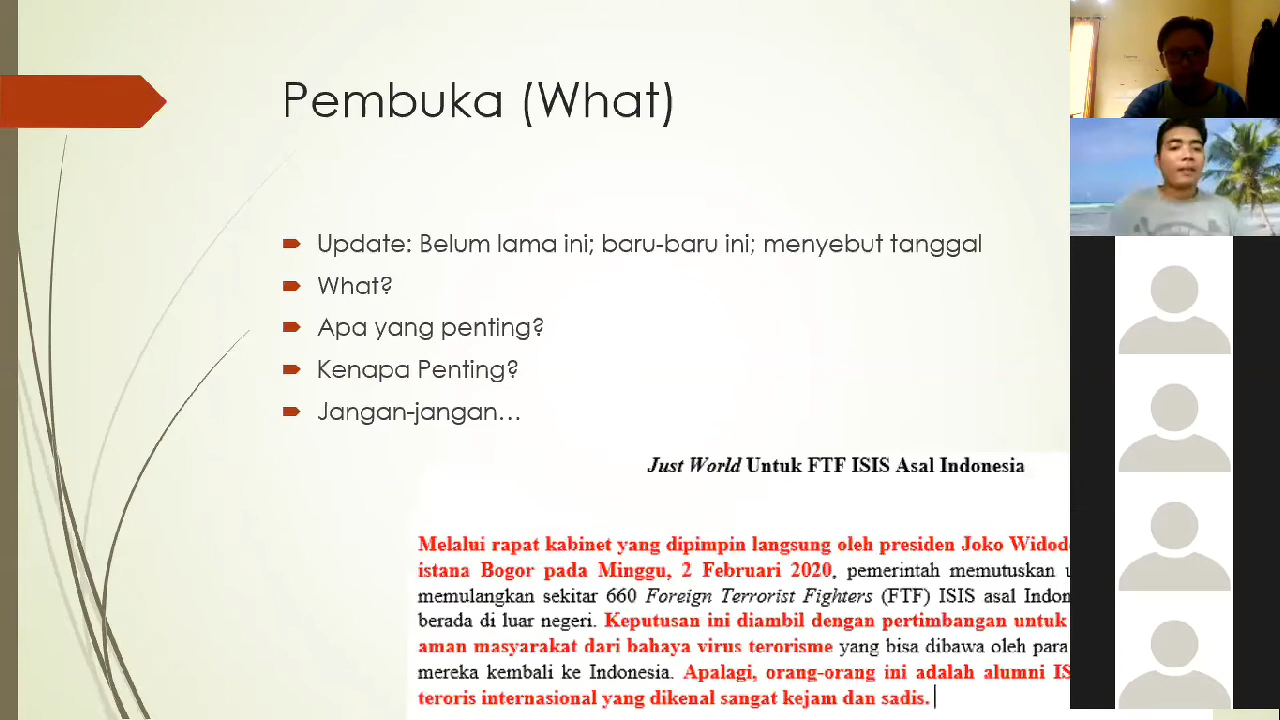 Pembuka (What)
Update: Belum lama ini; baru-baru ini; menyebut tanggal
What?
Apa yang penting?
Kenapa Penting?
Jangan-jangan…
Just World Untuk FTF ISIS Asal Indonesia
Melalui rapat kabinet yang dipimpin langsung oleh presiden Joko
istana Bogor pada Minggu, 2 Februari 2020, pemerintah memutuskan
memulangkan sekitar 660 Foreign Terrorist Fighters (FTF) ISIS asal
berada di luar negeri. Keputusan ini diambil dengan pertimbangan untuk
aman masyarakat dari bahaya virus terorisme yang bisa dibawa oleh para
mereka kembali ke Indonesia. Apalagi, orang-orang ini adalah alumni
teroris internasional yang dikenal sangat kejam dan sadis.